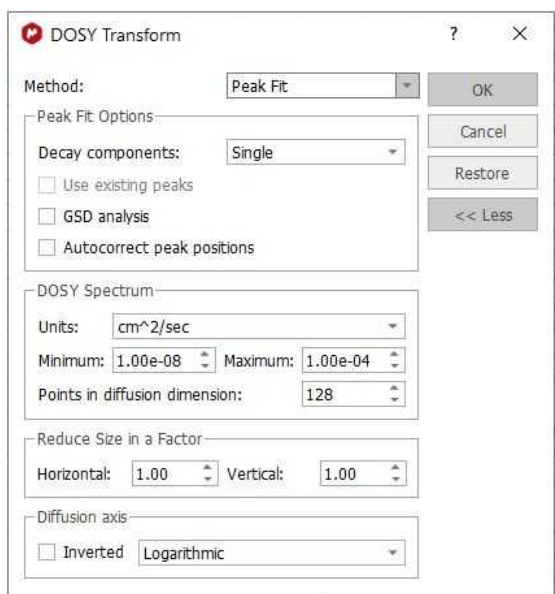 DOSY Transform ? ×
Method: Peak Fit OK
Peak Fit Options
Cancel
Decay components: Single
Restore
Use existing peaks
GSD analysis
<< Less
Autocorrect peak positions
DOSY Spectrum
Units: cm^2/sec
Minimum: 1.00e-08 Maximum: 1.00e-04
Points in diffusion dimension: 128
Reduce Size in a Factor
Horizontal: 1.00 Vertical: 1.00
Diffusion axis
Inverted Logarithmic